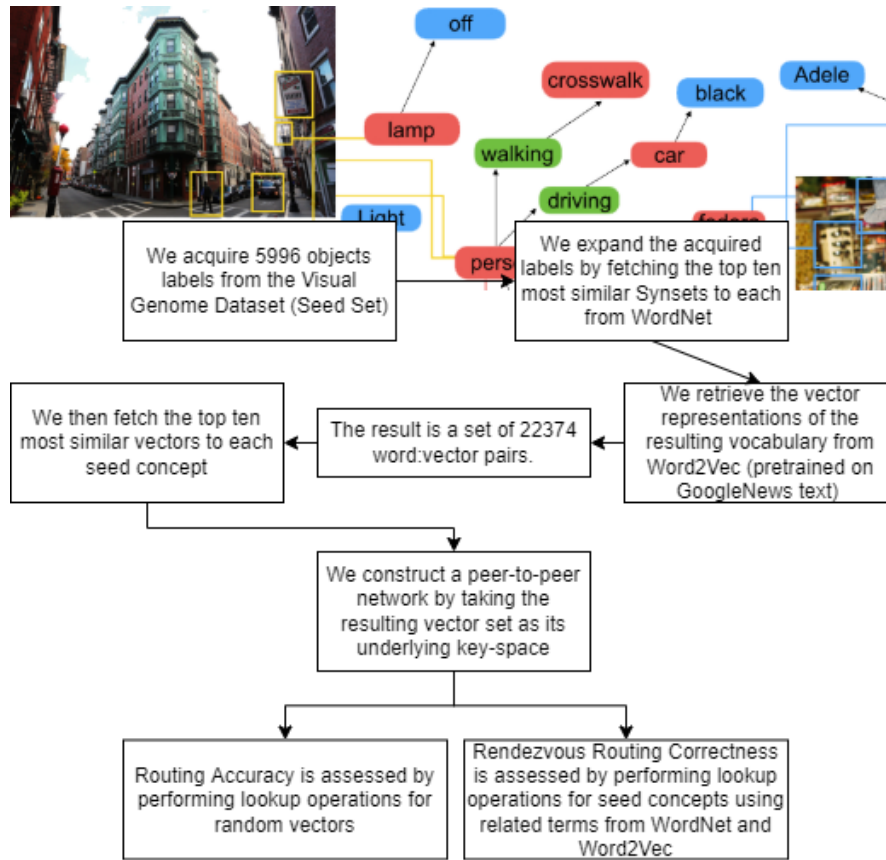 off
Adele
crosswalk
black
lamp
walking
car
driving
Light
We acquire 5996 objects
labels from the Visual
Genome Dataset (Seed Set)
We expand the acquired
labels by fetching the top ten
most similar Synsets to each
from WordNet
We then fetch the top ten
most similar vectors to each
seed concept
The result is a set of 22374
word:vector pairs.
We retrieve the vector
representations of the
resulting vocabulary from
Word2Vec (pretrained on
GoogleNews text)
We construct a peer-to-peer
network by taking the
resulting vector set as its
underlying key-space
Routing Accuracy is assessed by
performing lookup operations for
random vectors
Rendezvous Routing Correctness
is assessed by performing lookup
operations for seed concepts using
related terms from WordNet and
Word2Vec